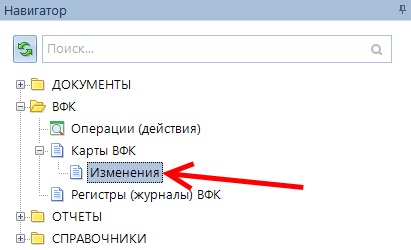 Навигатор
Поиск...
ДОКУМЕНТЫ
ВФК
Операции (действия)
Карты ВФК
Изменения
Регистры (журналы) ВФК
ОТЧЕТЫ
СПРАВОЧНИКИ